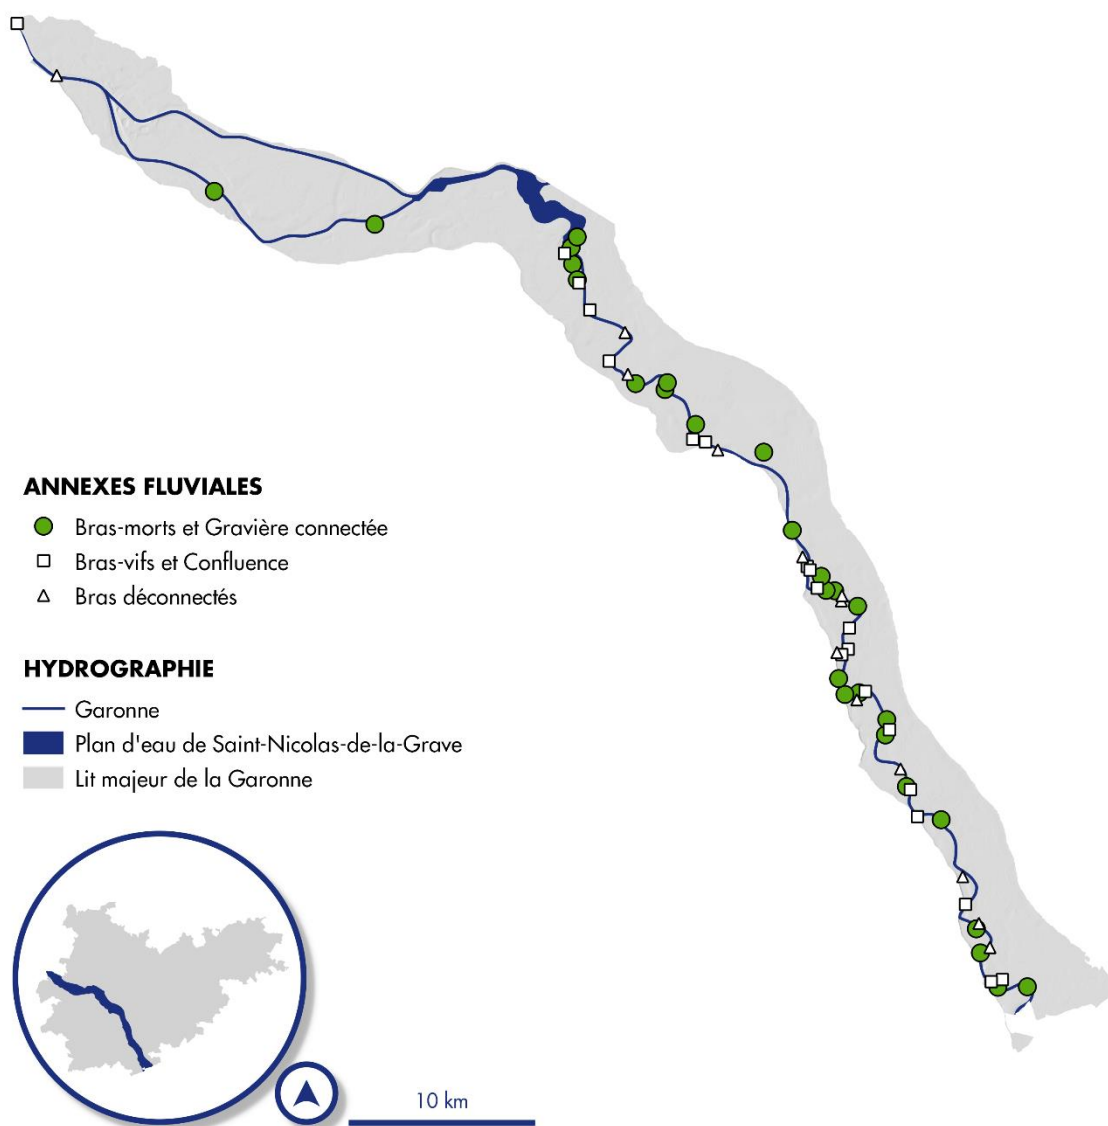 ANNEXES FLUVIALES
Bras-morts et Gravière connectée
Bras-vifs et Confluence
Bras déconnectés
HYDROGRAPHIE
Garonne
Plan d'eau de Saint-Nicolas-de-la-Grave
Lit majeur de la Garonne
10 km